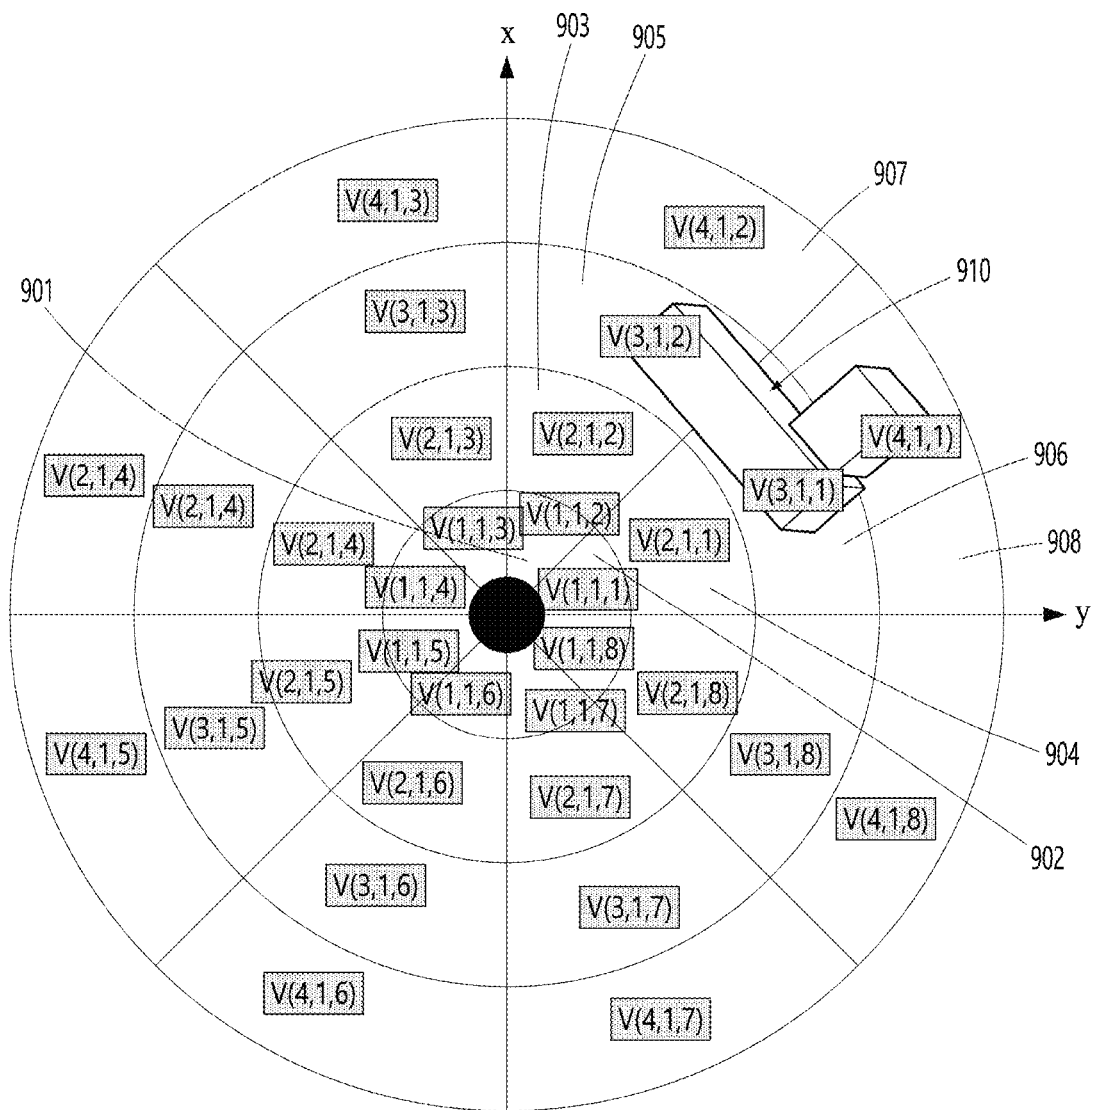 903
905
x
907
V(4,1,3)
V(4,1,2)
910
901
V(3,1,3)
V(3,1,2)
V(2,1,3)
V(2,1,2)
V(4,1,1)
906
V(2,1,4)
V(2,1,4)
V(3,1,1)
V(1,1,3)
V(1,1,2)
V(2,1,4)
V(2,1,1)
908
V(1,1,4)
V(1,1,1)
y
V(1,1,5)
V(1,1,8)
V(2,1,5)
V(1,1,6)
V(1,1,7)
V(2,1,8)
V(3,1,5)
V(4,1,5)
V(3,1,8)
904
V(2,1,6)
V(2,1,7)
V(4,1,8)
902
V(3,1,6)
V(3,1,7)
V(4,1,6)
V(4,1,7)